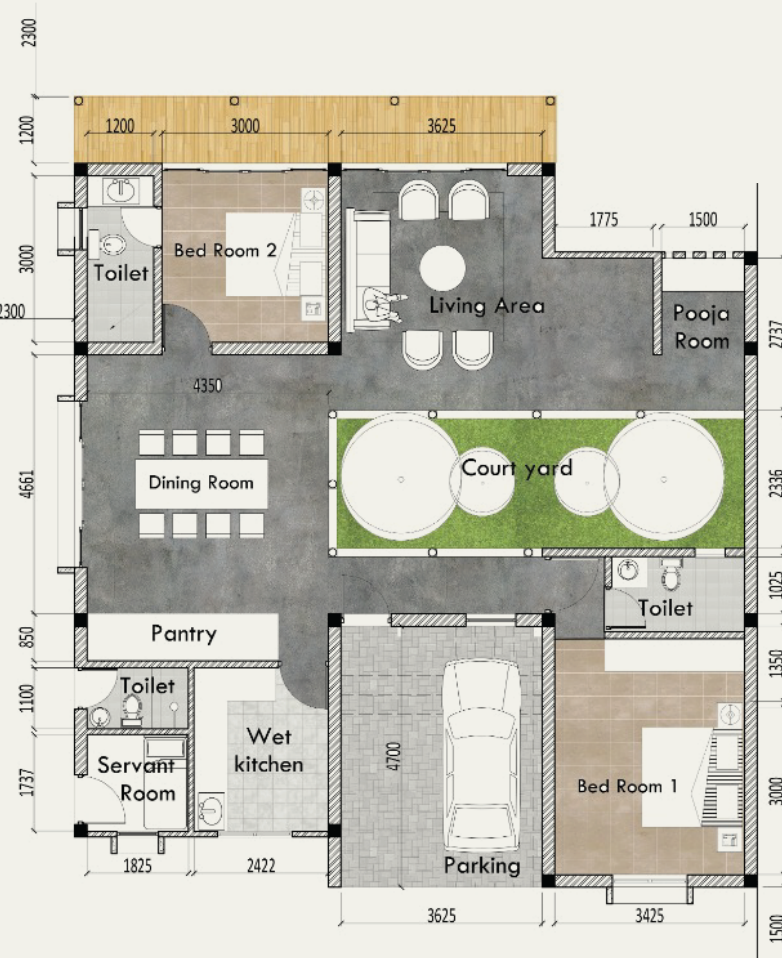 2300
1200
1200
3000
3625
1775
1500
3000
Bed Room 2
Toilet
Living Area
Pooja
Room
2300
2737
4350
4661
Dining Room
Court yard
2336
1025
Toilet
850
Pantry
1350
1100
Toilet
Wet
kitchen
4700
1737
Servant
Room
Bed Room 1
3000
1825
2422
Parking
3625
3425
1500